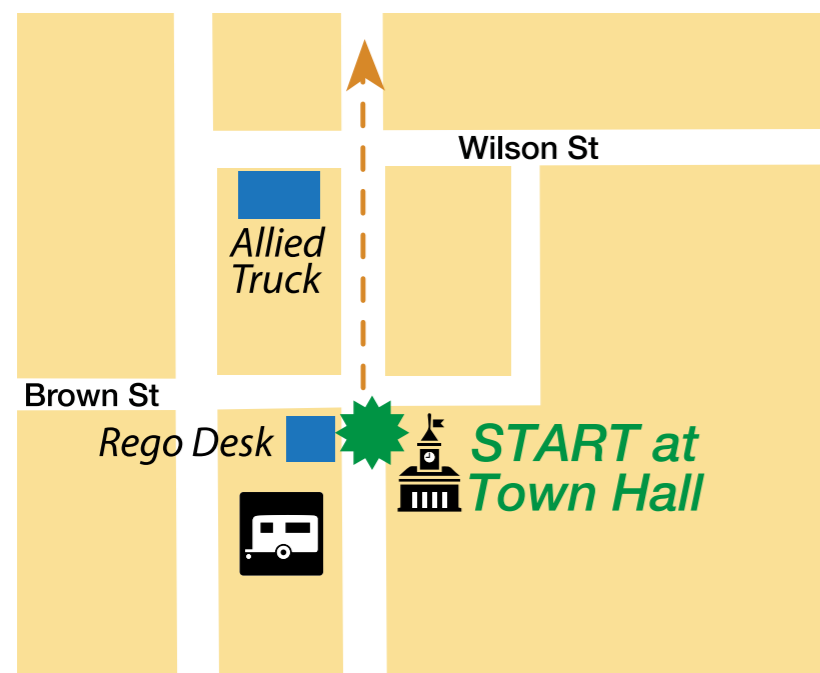 Wilson St
Allied
Truck
Brown St
Rego Desk
START at
Town Hall